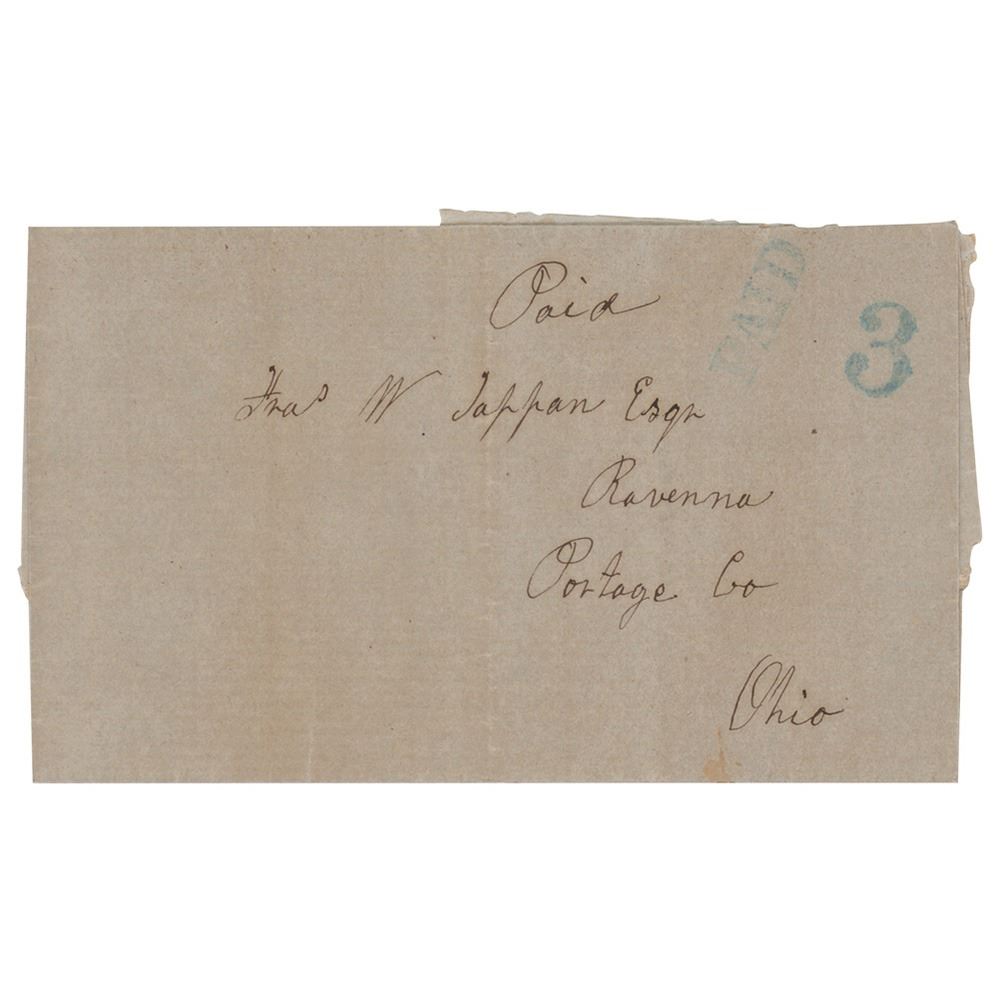 Paid
PAID
3
Fras W Tappan Esqr
Ravenna
Portage Co
Ohio